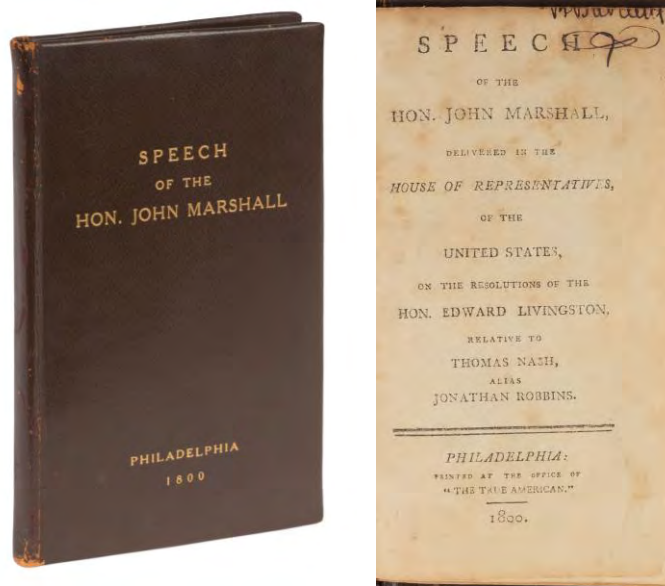 SPEECH
OF THE
HON. JOHN MARSHALL
PHILADELPHIA
1800
SPEECH
OF THE
HON. JOHN MARSHALL,
DELIVERED IN THE
HOUSE OF REPRESENTATIVES,
OF THE
UNITED STATES,
ON THE RESOLUTIONS OF THE
HON. EDWARD LIVINGSTON,
RELATIVE TO
THOMAS NASH,
ALIAS
JONATHAN ROBBINS.
PHILADELPHIA:
PRINTED AT THE OFFICE OF
"THE TRUE AMERICAN."
1800.